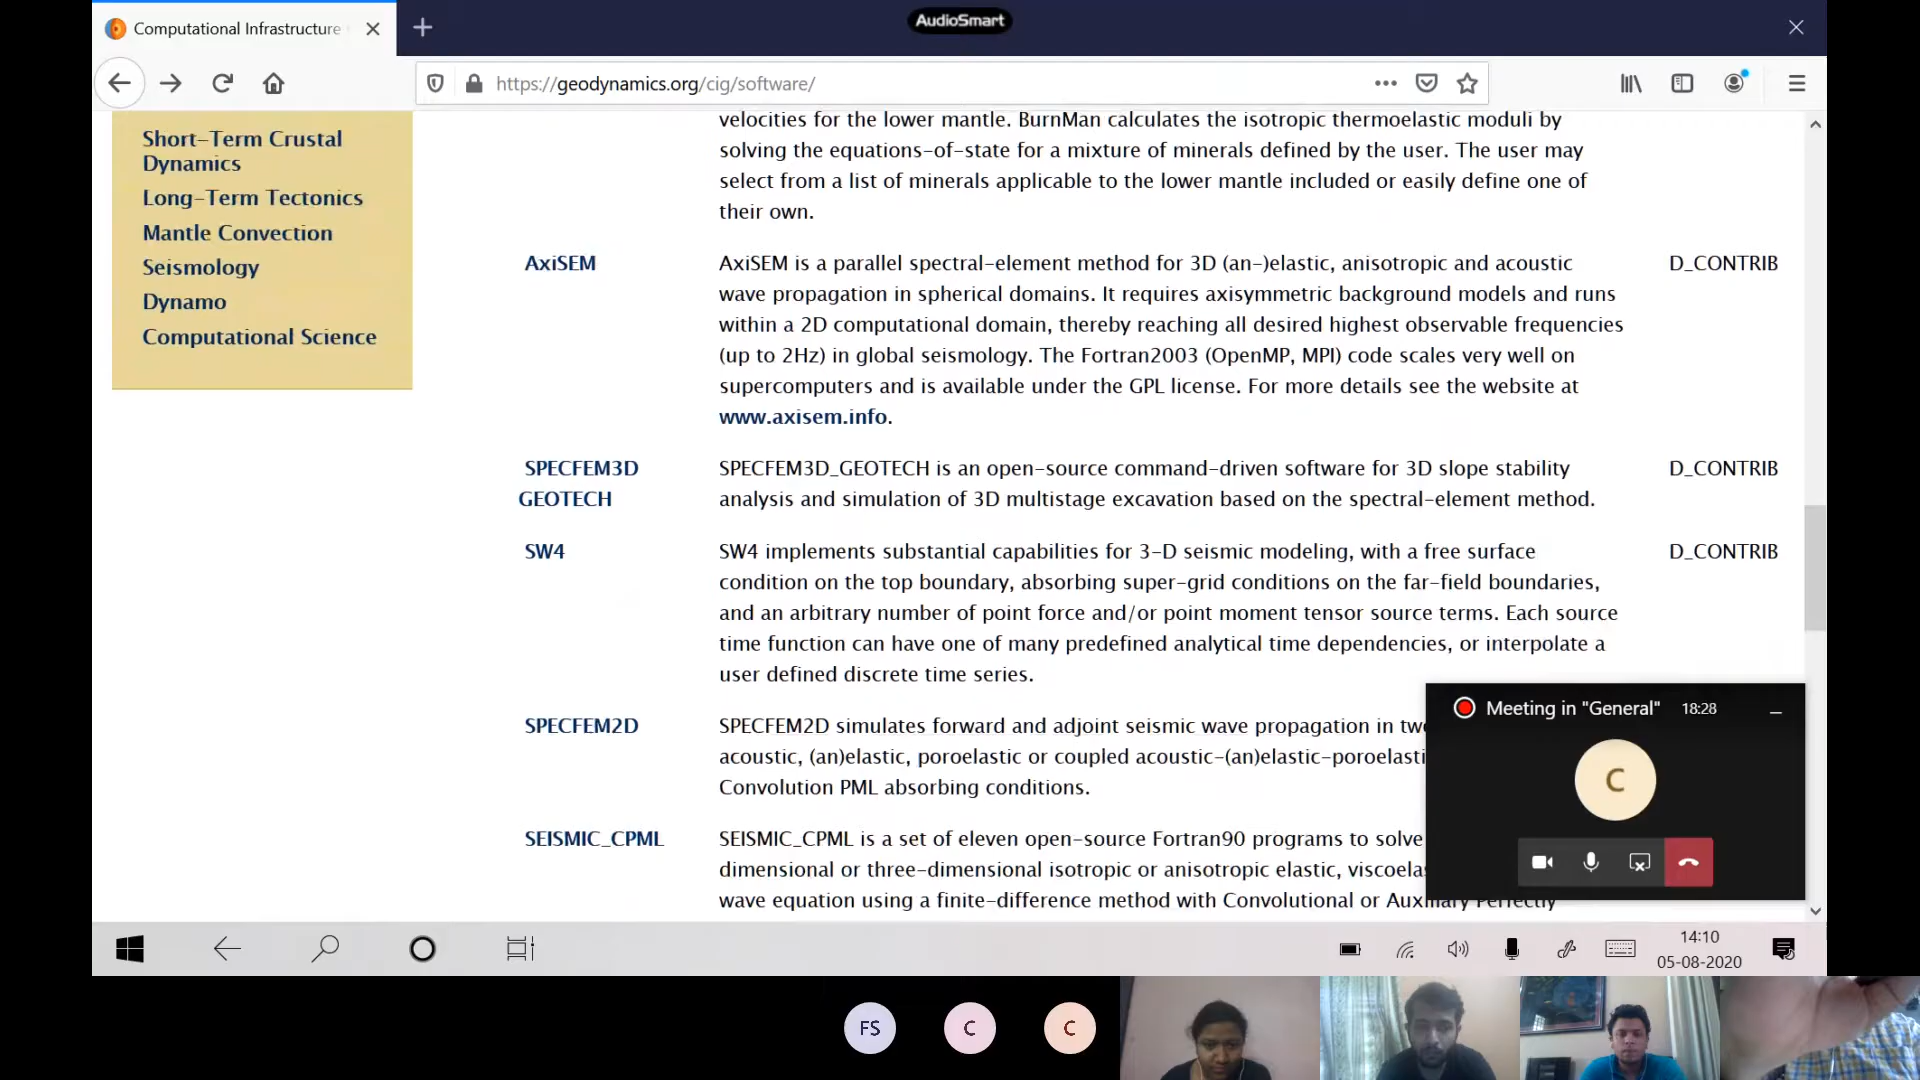 AudioSmart
Computational Infrastructure
https://geodynamics.org/cig/software/
Short-Term Crustal
Dynamics
Long-Term Tectonics
Mantle Convection
Seismology
Dynamo
Computational Science
velocities for the lower mantle. BurnMan calculates the isotropic thermoelastic moduli by
solving the equations-of-state for a mixture of minerals defined by the user. The user may
select from a list of minerals applicable to the lower mantle included or easily define one of
their own.
AxiSEM
AxiSEM is a parallel spectral-element method for 3D (an-)elastic, anisotropic and acoustic
wave propagation in spherical domains. It requires axisymmetric background models and runs
within a 2D computational domain, thereby reaching all desired highest observable frequencies
(up to 2Hz) in global seismology. The Fortran2003 (OpenMP, MPI) code scales very well on
supercomputers and is available under the GPL license. For more details see the website at
www.axisem.info.
D_CONTRIB
SPECFEM3D
GEOTECH
SPECFEM3D_GEOTECH is an open-source command-driven software for 3D slope stability
analysis and simulation of 3D multistage excavation based on the spectral-element method.
D_CONTRIB
SW4
SW4 implements substantial capabilities for 3-D seismic modeling, with a free surface
condition on the top boundary, absorbing super-grid conditions on the far-field boundaries,
and an arbitrary number of point force and/or point moment tensor source terms. Each source
time function can have one of many predefined analytical time dependencies, or interpolate a
user defined discrete time series.
D_CONTRIB
SPECFEM2D
SPECFEM2D simulates forward and adjoint seismic wave propagation in
acoustic, (an)elastic, poroelastic or coupled
Convolution PML absorbing conditions.
SEISMIC_CPML
SEISMIC_CPML is a set of eleven open-source Fortran90 programs to solve
dimensional or three-dimensional isotropic or anisotropic elastic,
wave equation using a finite-difference method with Convolutional or Auxiliary Perfectly
Meeting in "General" 18:28
C
14:10
05-08-2020
FS
C
C